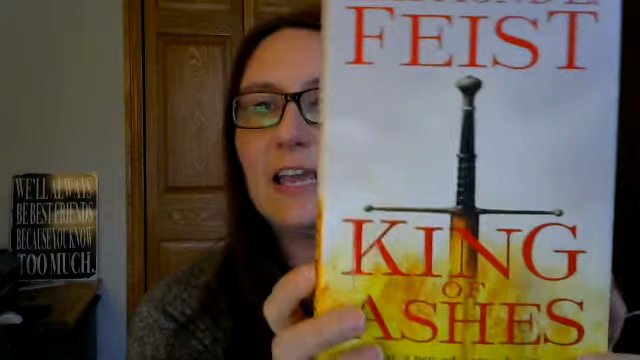 WE'LL ALWAYS
BE BEST FRIENDS
BECAUSE YOU KNOW
TOO MUCH.
FEIST
KING
OF
ASHES